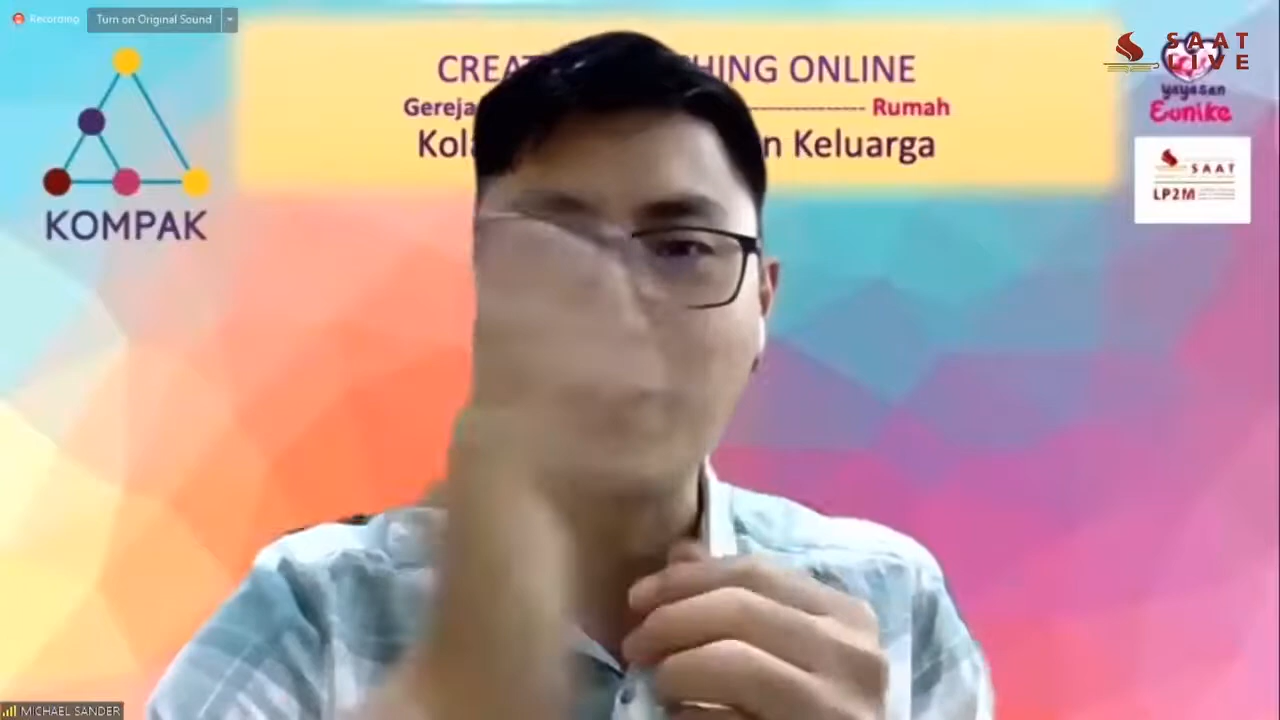 Recording
Turn on Original Sound
CREAT HING ONLINE
Gereja Rumah
Kola n Keluarga
KOMPAK
SAAT
LIVE
yayasan
Eunike
SAAT
LP2M
MICHAEL SANDER